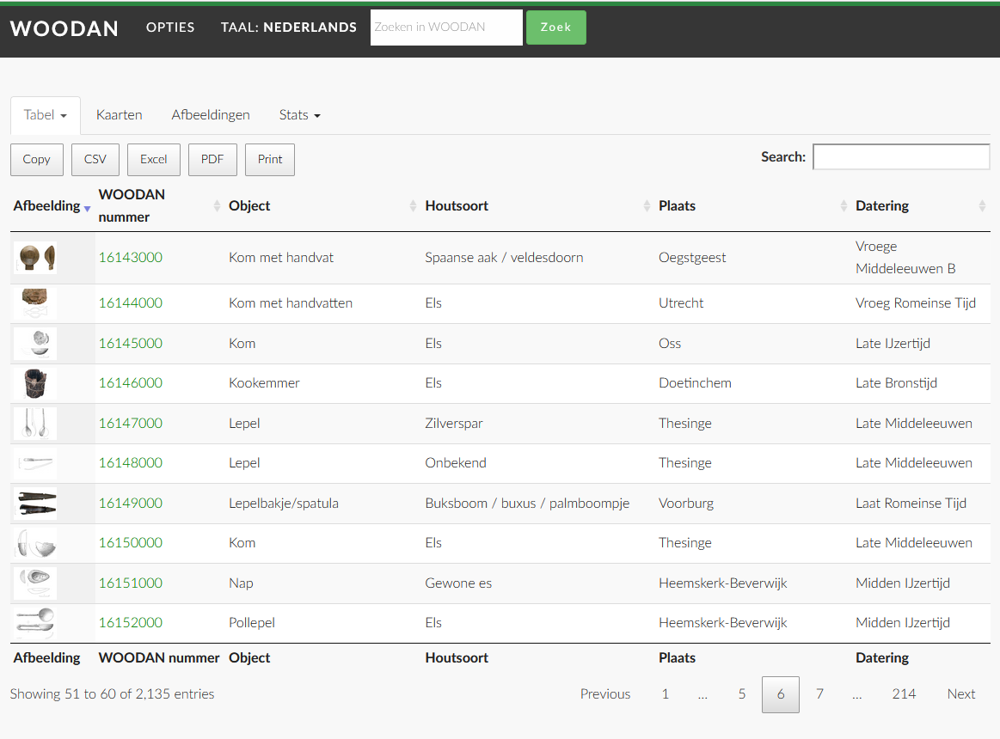 WOODAN OPTIES TAAL: NEDERLANDS Zoeken in WOODAN Zoek
Tabel Kaarten Afbeeldingen Stats
Copy CSV Excel PDF Print Search:
Afbeelding WOODAN nummer Object Houtsoort Plaats Datering
16143000 Kom met handvat Spaanse aak / veldesdoorn Oegstgeest Vroege Middeleeuwen B
16144000 Kom met handvatten Els Utrecht Vroeg Romeinse Tijd
16145000 Kom Els Oss Late IJzertijd
16146000 Kookemmer Els Doetinchem Late Bronstijd
16147000 Lepel Zilverspar Thesinge Late Middeleeuwen
16148000 Lepel Onbekend Thesinge Late Middeleeuwen
16149000 Lepelbakje/spatula Buksboom / buxus / palmboompje Voorburg Laat Romeinse Tijd
16150000 Kom Els Thesinge Late Middeleeuwen
16151000 Nap Gewone es Heemskerk-Beverwijk Midden IJzertijd
16152000 Pollepel Els Heemskerk-Beverwijk Midden IJzertijd
Afbeelding WOODAN nummer Object Houtsoort Plaats Datering
Showing 51 to 60 of 2,135 entries Previous 1 ... 5 6 7 ... 214 Next